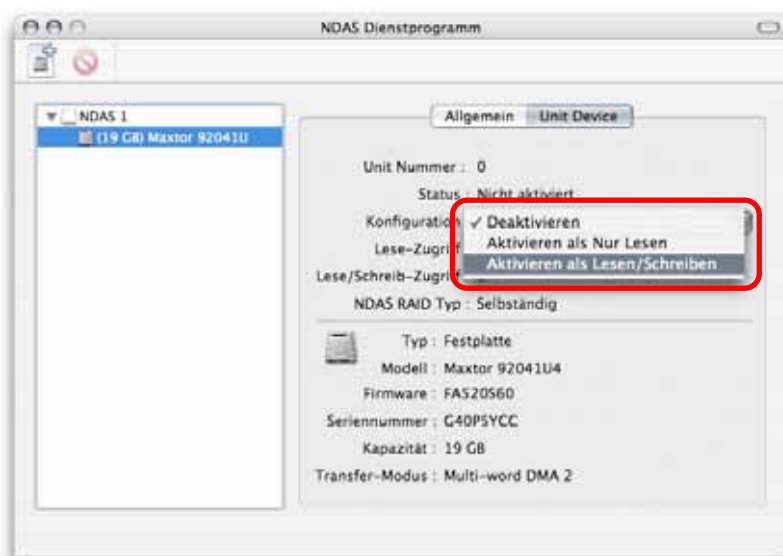 NDAS Dienstprogramm
NDAS 1
(19 GB) Maxtor 92041U
Allgemein Unit Device
Unit Nummer : 0
Status : Nicht aktiviert
Konfiguration ✓ Deaktivieren
Lese-Zugriff Aktivieren als Nur Lesen
Aktivieren als Lesen/Schreiben
Lese/Schreib-Zugriff
NDAS RAID Typ : Selbständig
Typ : Festplatte
Modell : Maxtor 92041U4
Firmware : FA520S60
Seriennummer : G40P5YCC
Kapazität : 19 GB
Transfer-Modus : Multi-word DMA 2